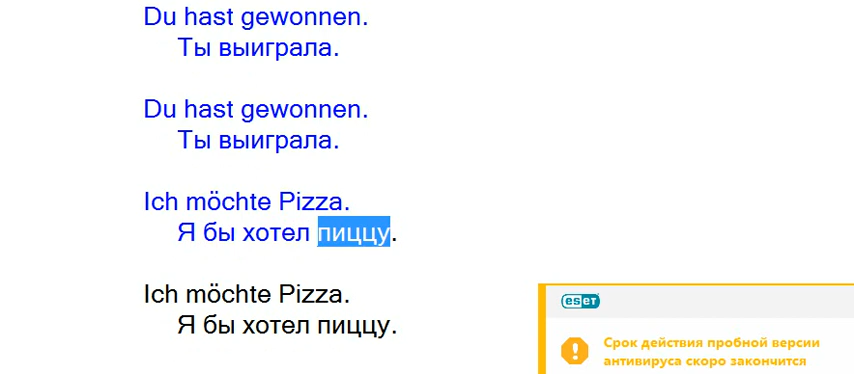 Du hast gewonnen.
Ты выиграла.
Du hast gewonnen.
Ты выиграла.
Ich möchte Pizza.
Я бы хотел пиццу.
Ich möchte Pizza.
Я бы хотел пиццу.
eset
Срок действия пробной версии
антивируса скоро закончится